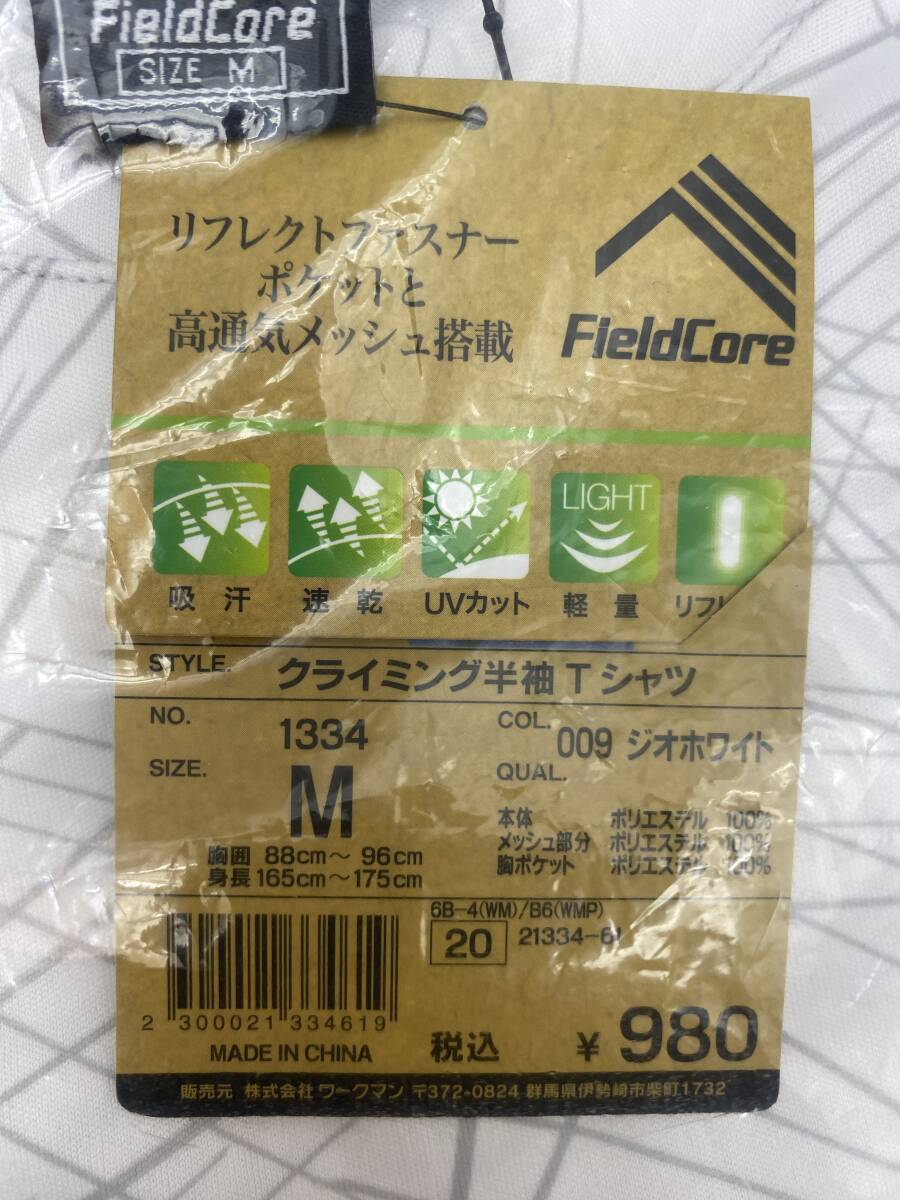 FieldCore
SIZE M
リフレクトファスナー
ポケットと
高通気メッシュ搭載
FieldCore
LIGHT
吸汗 速乾 UVカット 軽量 リフ
STYLE. クライミング半袖Tシャツ
NO. 1334
COL. 009 ジオホワイト
SIZE. M
QUAL.
本体 ポリエステル 100%
メッシュ部分 ポリエステル 100%
胸ポケット ポリエステル 100%
胸囲 88cm～96cm
身長 165cm～175cm
6B-4(WM)/B6(WMP)
20 21334-61
2 300021 334619
MADE IN CHINA
税込 ¥980
販売元 株式会社 ワークマン 〒372-0824 群馬県伊勢崎市柴町1732